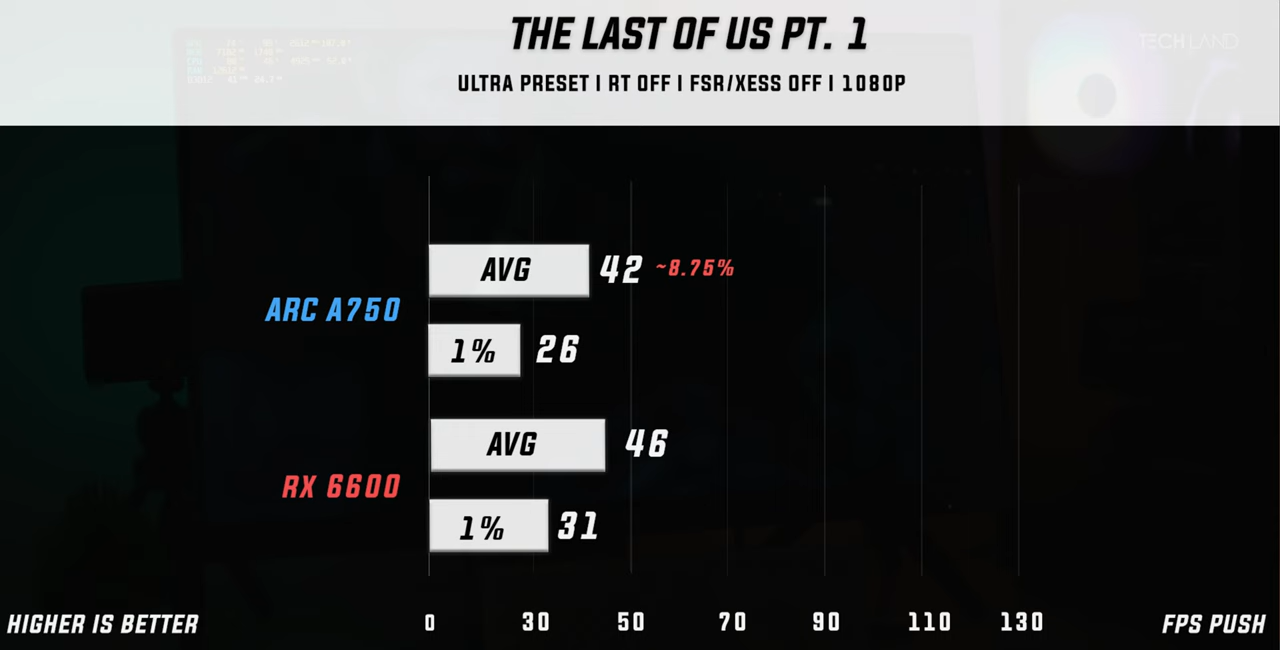 THE LAST OF US PT. 1
TECH LAND
ULTRA PRESET | RT OFF | FSR/XESS OFF | 1080P
AVG 42 ~8.75%
ARC A750
1% 26
AVG 46
RX 6600
1% 31
0 30 50 70 90 110 130
HIGHER IS BETTER
FPS PUSH